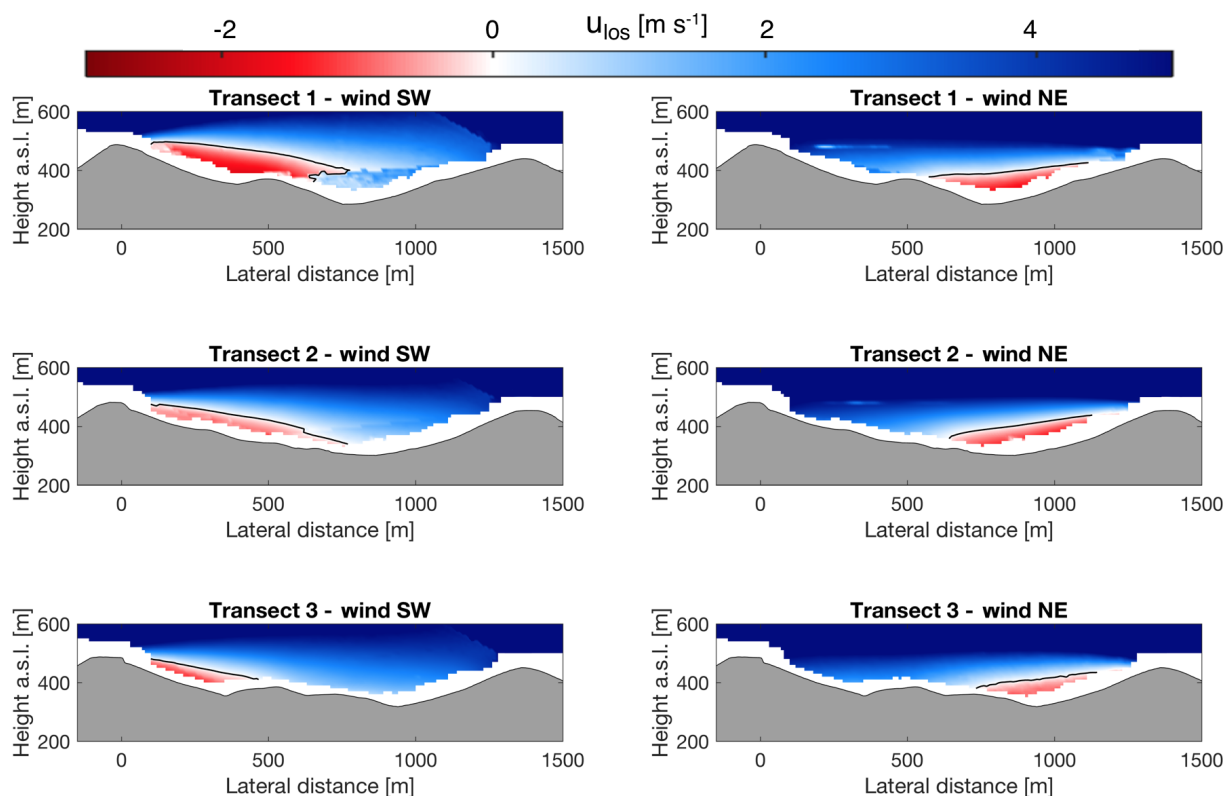 u_los [m s⁻¹]
-2 0 2 4
Transect 1 - wind SW
Height a.s.l. [m]
600
400
200
0 500 1000 1500
Lateral distance [m]
Transect 1 - wind NE
Height a.s.l. [m]
600
400
200
0 500 1000 1500
Lateral distance [m]
Transect 2 - wind SW
Height a.s.l. [m]
600
400
200
0 500 1000 1500
Lateral distance [m]
Transect 2 - wind NE
Height a.s.l. [m]
600
400
200
0 500 1000 1500
Lateral distance [m]
Transect 3 - wind SW
Height a.s.l. [m]
600
400
200
0 500 1000 1500
Lateral distance [m]
Transect 3 - wind NE
Height a.s.l. [m]
600
400
200
0 500 1000 1500
Lateral distance [m]